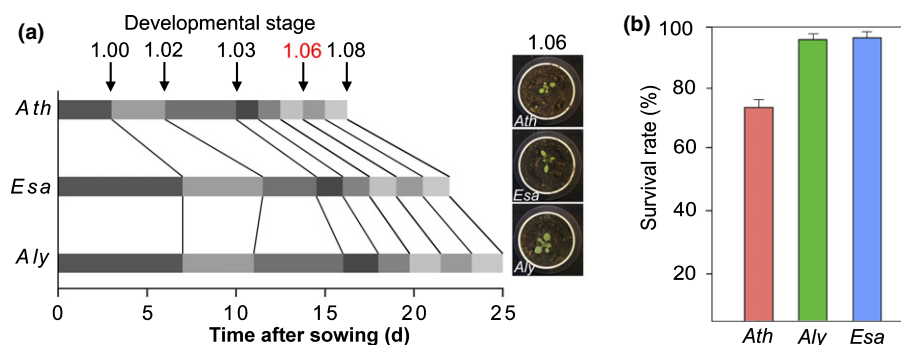 (a)
Developmental stage
1.00 1.02 1.03 1.06 1.08
Ath
Esa
Aly
0 5 10 15 20 25
Time after sowing (d)
1.06
Ath
Esa
Aly
(b)
Survival rate (%)
100
80
60
40
20
Ath Aly Esa